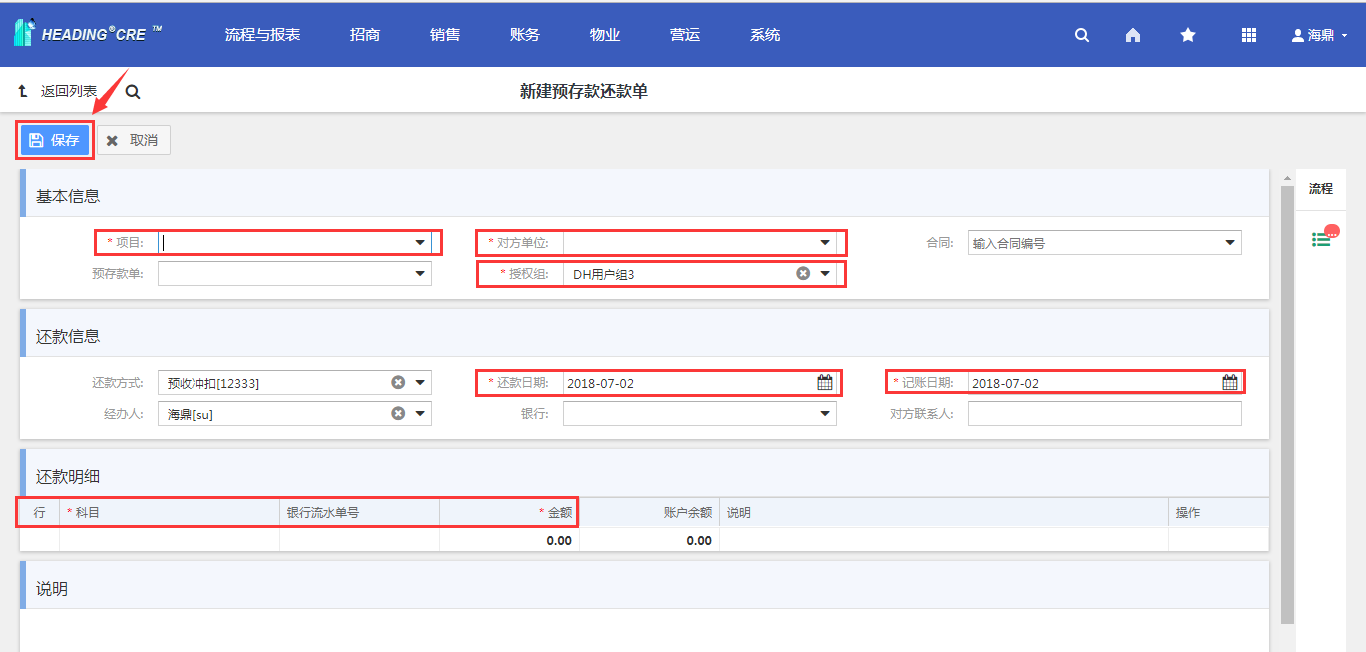 HEADING®CRE ™ 流程与报表 招商 销售 账务 物业 营运 系统 海鼎
返回列表 新建预存款还款单
保存 取消
流程
基本信息
* 项目: * 对方单位: 合同: 输入合同编号
预存款单: * 授权组: DH用户组3
还款信息
还款方式: 预收冲扣[12333] * 还款日期: 2018-07-02 * 记账日期: 2018-07-02
经办人: 海鼎[su] 银行: 对方联系人:
还款明细
行 * 科目 银行流水单号 * 金额 账户余额 说明 操作
0.00 0.00
说明